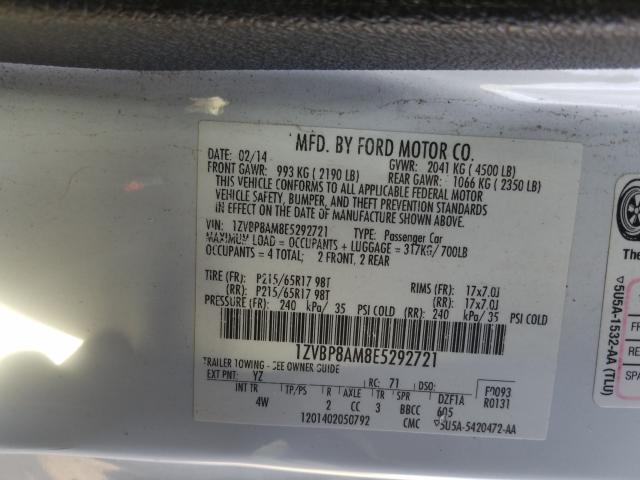 MFD. BY FORD MOTOR CO.
DATE: 02/14 GVWR: 2041 KG ( 4500 LB)
FRONT GAWR: 993 KG ( 2190 LB) REAR GAWR: 1066 KG ( 2350 LB)
THIS VEHICLE CONFORMS TO ALL APPLICABLE FEDERAL MOTOR
VEHICLE SAFETY, BUMPER, AND THEFT PREVENTION STANDARDS
IN EFFECT ON THE DATE OF MANUFACTURE SHOWN ABOVE.
VIN: 1ZVBP8AM8E5292721 TYPE: Passenger Car
MAXIMUM LOAD = OCCUPANTS + LUGGAGE = 317KG/ 700LB
OCCUPANTS = 4 TOTAL; 2 FRONT, 2 REAR
TIRE (FR): P215/65R17 98T RIMS (FR): 17x7.0J
(RR): P215/65R17 98T (RR): 17x7.0J
PRESSURE (FR): 240 kPa/ 35 PSI COLD (RR): 240 kPa/ 35 PSI COLD
1ZVBP8AM8E5292721
TRAILER TOWING - SEE OWNER GUIDE
EXT PNT: YZ RC: 71 DSO: F0093
INT TR TP/PS R AXLE TR SPR DZF1A R0131
4W 2 CC 3 BBCC 605
1201402050792 CMC 5U5A-5420472-AA
The
5U5A-1532-AA (TLU)
FR
RE
SPA